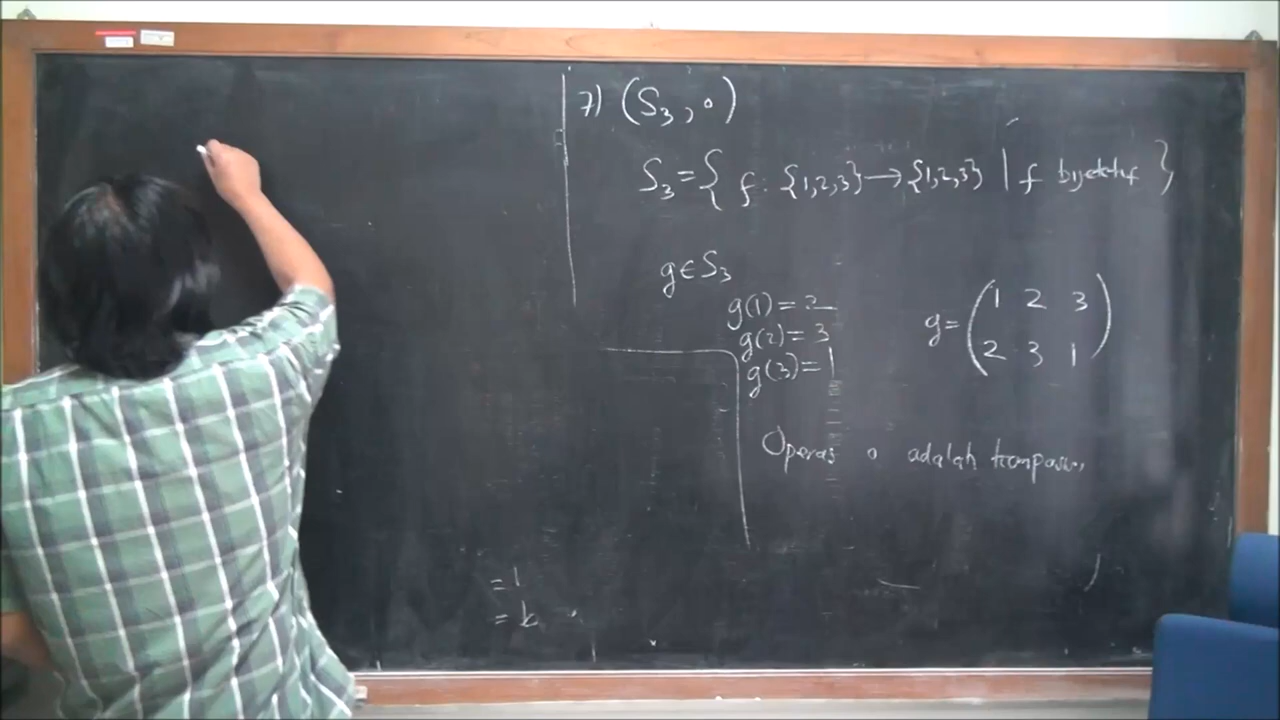 7) (S₃, ∘)
S₃ = { f : {1,2,3} → {1,2,3} | f bijektif }
g ∈ S₃
g(1) = 2
g(2) = 3
g(3) = 1
g = ( 1 2 3
2 3 1 )
Operasi ∘ adalah komposisi
= 1
= k